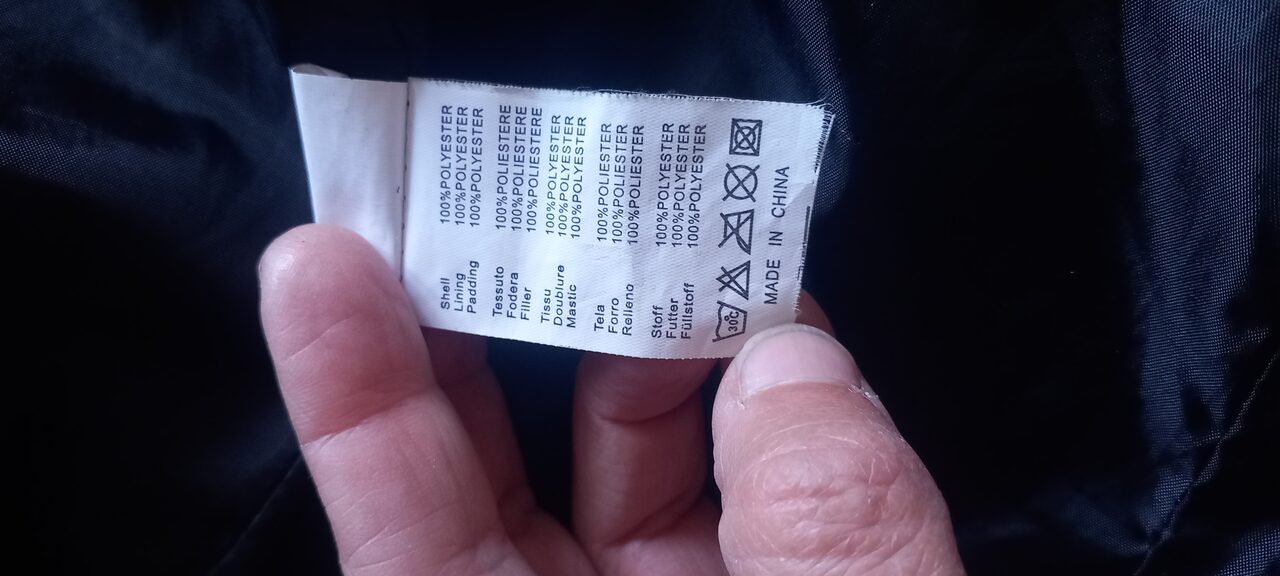 Shell 100%POLYESTER
Lining 100%POLYESTER
Padding 100%POLYESTER
Tessuto 100%POLIESTERE
Fodera 100%POLIESTERE
Filler 100%POLIESTERE
Tissu 100%POLYESTER
Doublure 100%POLYESTER
Mastic 100%POLYESTER
Tela 100%POLIESTER
Forro 100%POLIESTER
Relleno 100%POLIESTER
Stoff 100%POLYESTER
Futter 100%POLYESTER
Füllstoff 100%POLYESTER
30℃
MADE IN CHINA